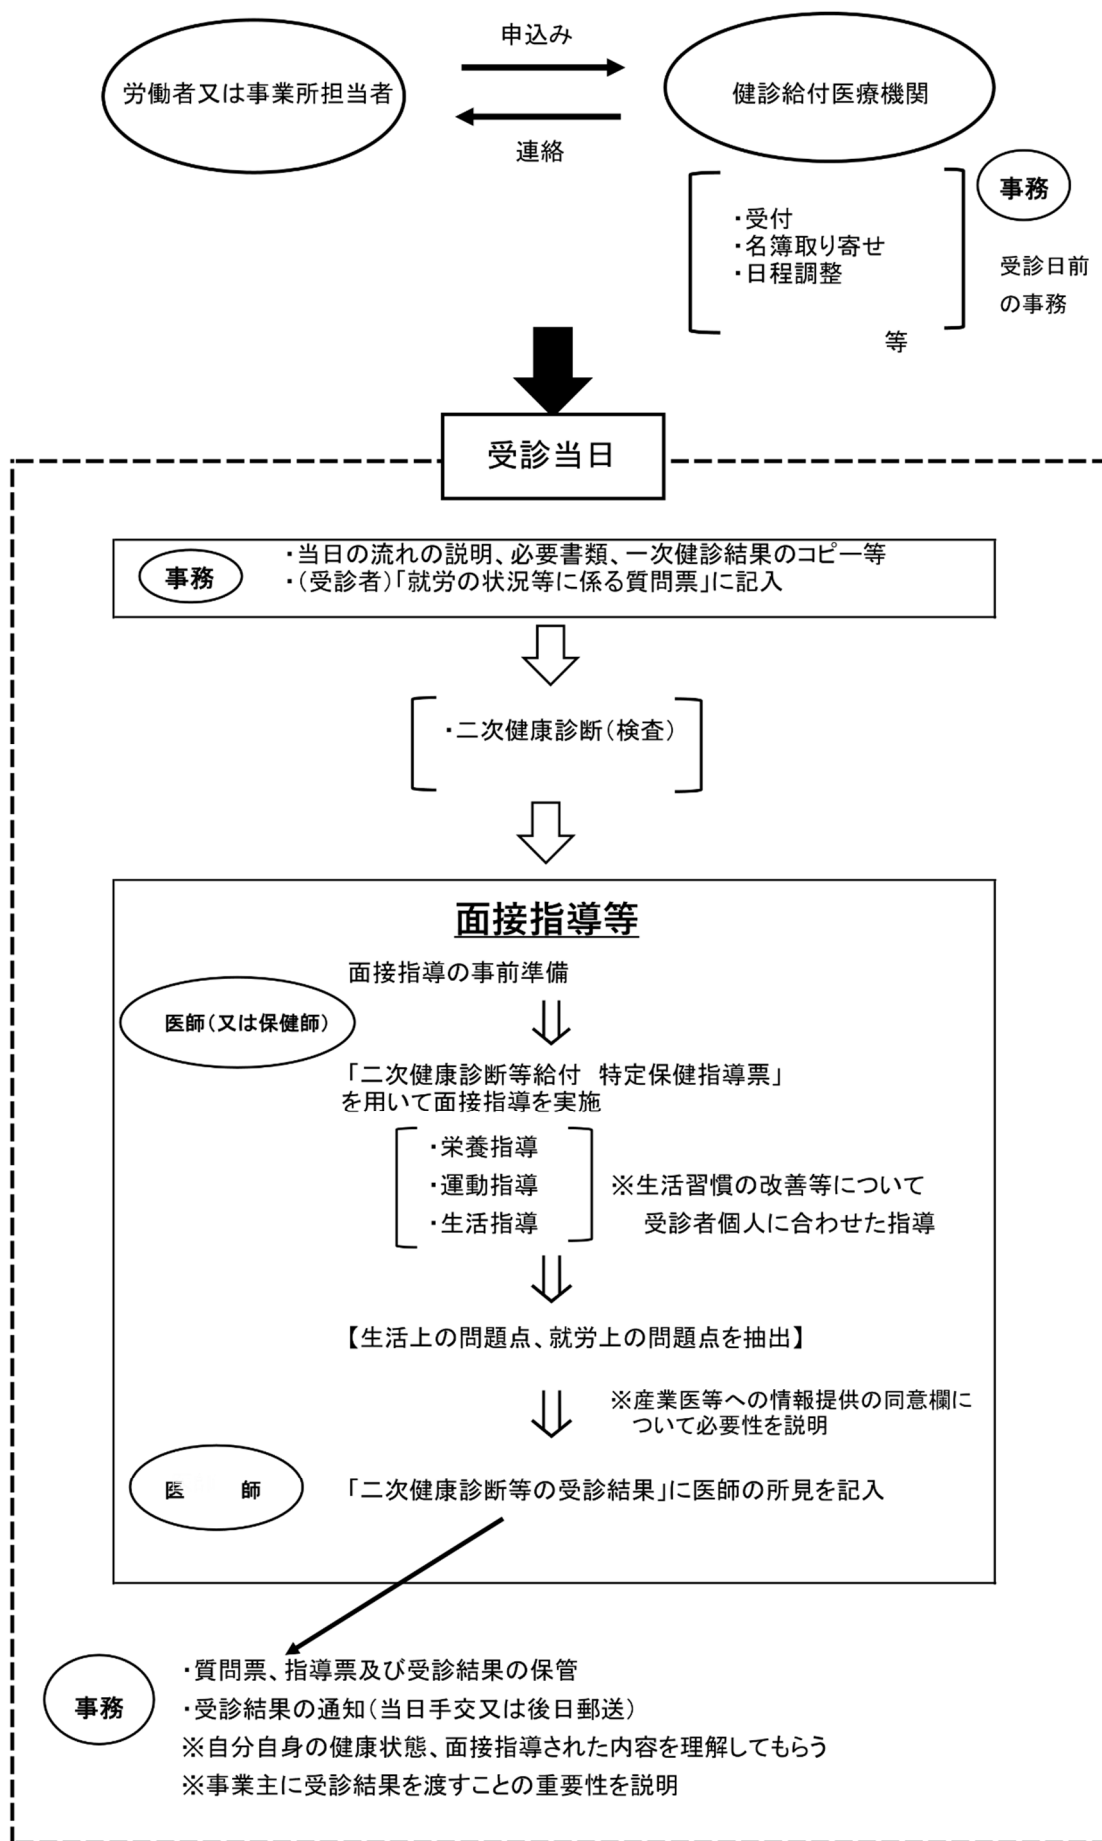 申込み
労働者又は事業所担当者
健診給付医療機関
連絡
事務
・受付
・名簿取り寄せ
・日程調整
等
受診日前
の事務
受診当日
事務
・当日の流れの説明、必要書類、一次健診結果のコピー等
・（受診者）「就労の状況等に係る質問票」に記入
・二次健康診断（検査）
面接指導等
面接指導の事前準備
医師（又は保健師）
「二次健康診断等給付　特定保健指導票」
を用いて面接指導を実施
・栄養指導
・運動指導
・生活指導
※生活習慣の改善等について
受診者個人に合わせた指導
【生活上の問題点、就労上の問題点を抽出】
※産業医等への情報提供の同意欄に
ついて必要性を説明
医　　師
「二次健康診断等の受診結果」に医師の所見を記入
事務
・質問票、指導票及び受診結果の保管
・受診結果の通知（当日手交又は後日郵送）
※自分自身の健康状態、面接指導された内容を理解してもらう
※事業主に受診結果を渡すことの重要性を説明